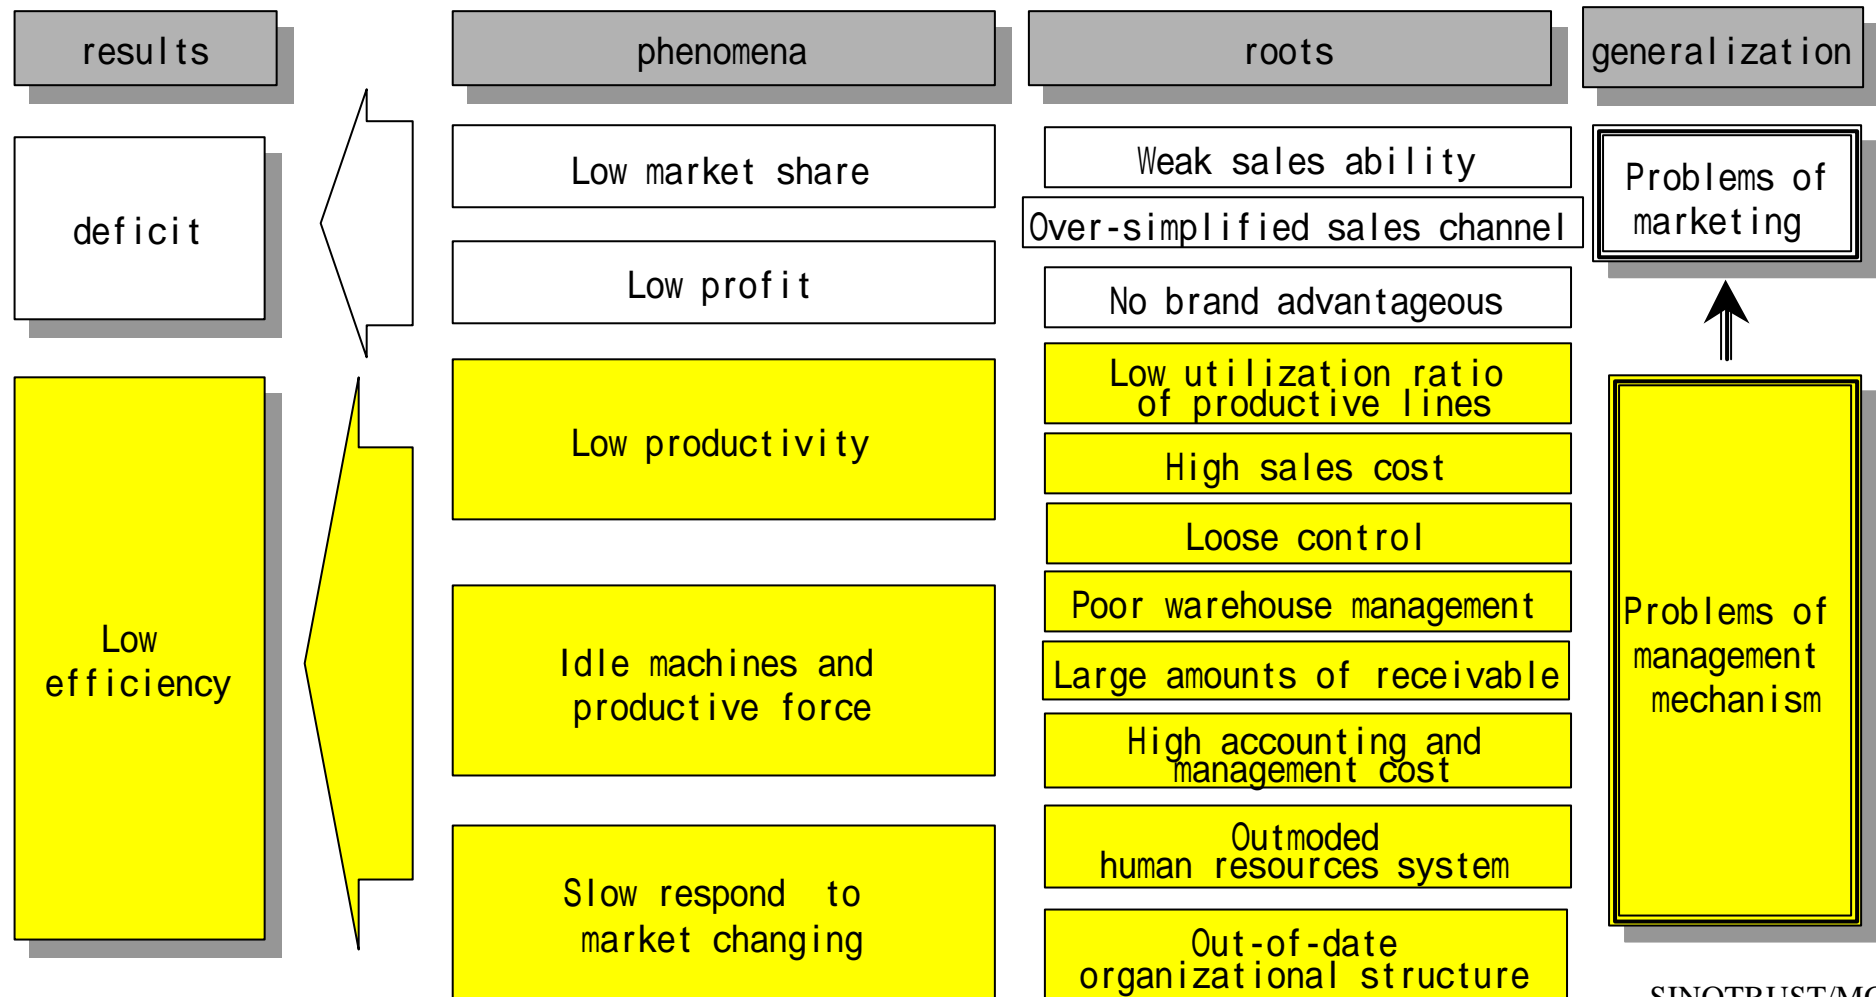 results
phenomena
roots
generalization
deficit
Low market share
Low profit
Weak sales ability
Over-simplified sales channel
No brand advantageous
Problems of
marketing
Low
efficiency
Low productivity
Idle machines and
productive force
Slow respond to
market changing
Low utilization ratio
of productive lines
High sales cost
Loose control
Poor warehouse management
Large amounts of receivable
High accounting and
management cost
Outmoded
human resources system
Out-of-date
organizational structure
Problems of
management
mechanism
SINOTRUST/MC